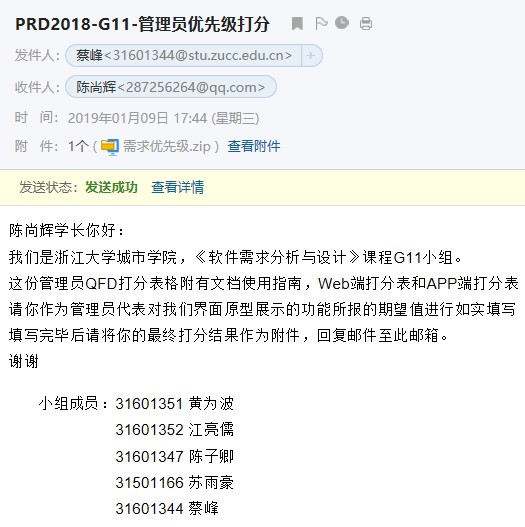 PRD2018-G11-管理员优先级打分
发件人： 蔡峰<31601344@stu.zucc.edu.cn> +
收件人： 陈尚辉<287256264@qq.com>
时 间： 2019年01月09日 17:44 (星期三)
附 件： 1个 ( 需求优先级.zip ) 查看附件
发送状态： 发送成功 查看详情
陈尚辉学长你好：
我们是浙江大学城市学院，《软件需求分析与设计》课程G11小组。
这份管理员QFD打分表格附有文档使用指南，Web端打分表和APP端打分表
请你作为管理员代表对我们界面原型展示的功能所报的期望值进行如实填写
填写完毕后请将你的最终打分结果作为附件，回复邮件至此邮箱。
谢谢
小组成员：31601351 黄为波
31601352 江亮儒
31601347 陈子卿
31501166 苏雨豪
31601344 蔡峰